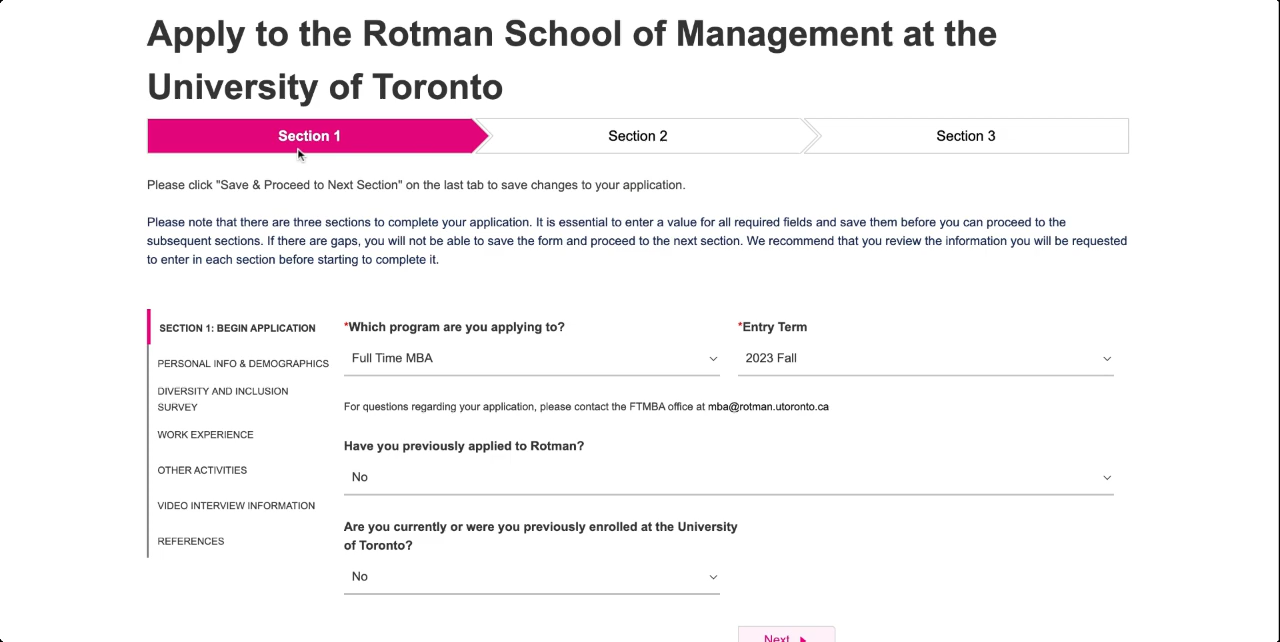 Apply to the Rotman School of Management at the
University of Toronto
Section 1
Section 2
Section 3
Please click "Save & Proceed to Next Section" on the last tab to save changes to your application.
Please note that there are three sections to complete your application. It is essential to enter a value for all required fields and save them before you can proceed to the
subsequent sections. If there are gaps, you will not be able to save the form and proceed to the next section. We recommend that you review the information you will be requested
to enter in each section before starting to complete it.
SECTION 1: BEGIN APPLICATION
PERSONAL INFO & DEMOGRAPHICS
DIVERSITY AND INCLUSION
SURVEY
WORK EXPERIENCE
OTHER ACTIVITIES
VIDEO INTERVIEW INFORMATION
REFERENCES
*Which program are you applying to?
Full Time MBA
*Entry Term
2023 Fall
For questions regarding your application, please contact the FTMBA office at mba@rotman.utoronto.ca
Have you previously applied to Rotman?
No
Are you currently or were you previously enrolled at the University
of Toronto?
No
Next